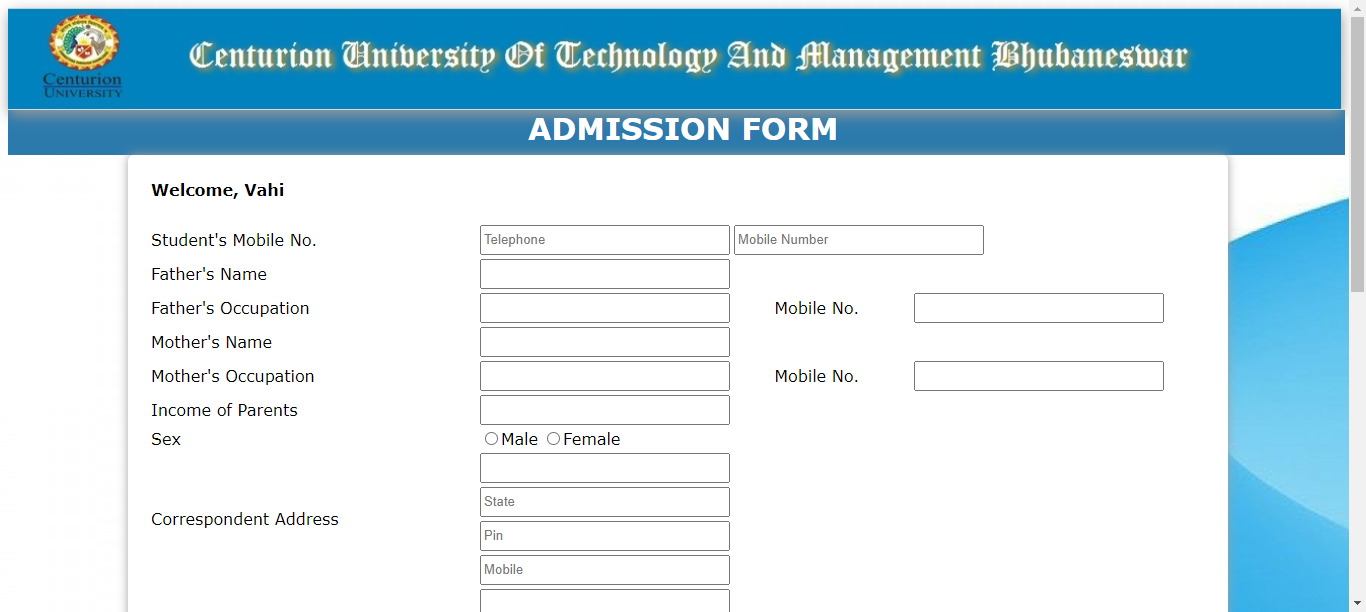 Centurion
UNIVERSITY
Centurion University Of Technology And Management Bhubaneswar
ADMISSION FORM
Welcome, Vahi
Student's Mobile No. Telephone Mobile Number
Father's Name
Father's Occupation Mobile No.
Mother's Name
Mother's Occupation Mobile No.
Income of Parents
Sex Male Female
State
Correspondent Address
Pin
Mobile